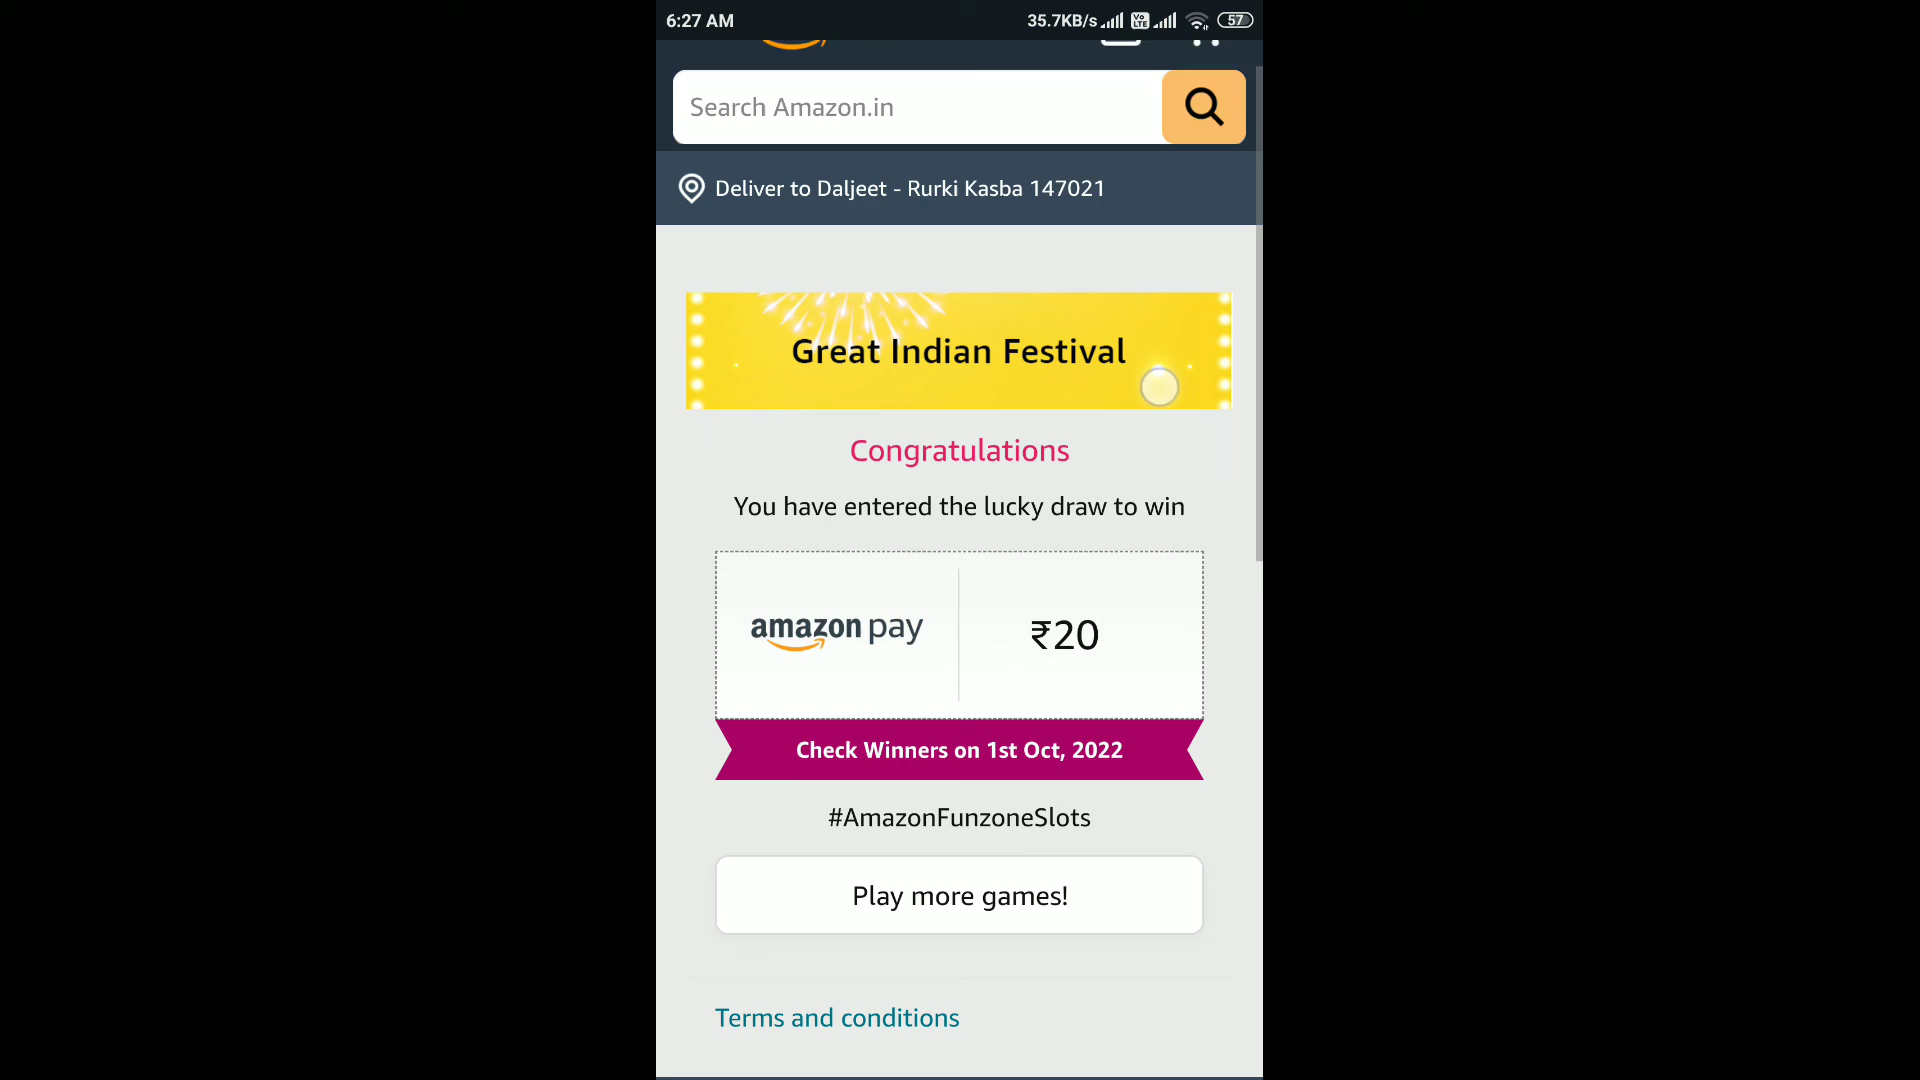 6:27 AM
35.7KB/s Vo LTE 57
Search Amazon.in
Deliver to Daljeet - Rurki Kasba 147021
Great Indian Festival
Congratulations
You have entered the lucky draw to win
amazon pay
₹20
Check Winners on 1st Oct, 2022
#AmazonFunzoneSlots
Play more games!
Terms and conditions